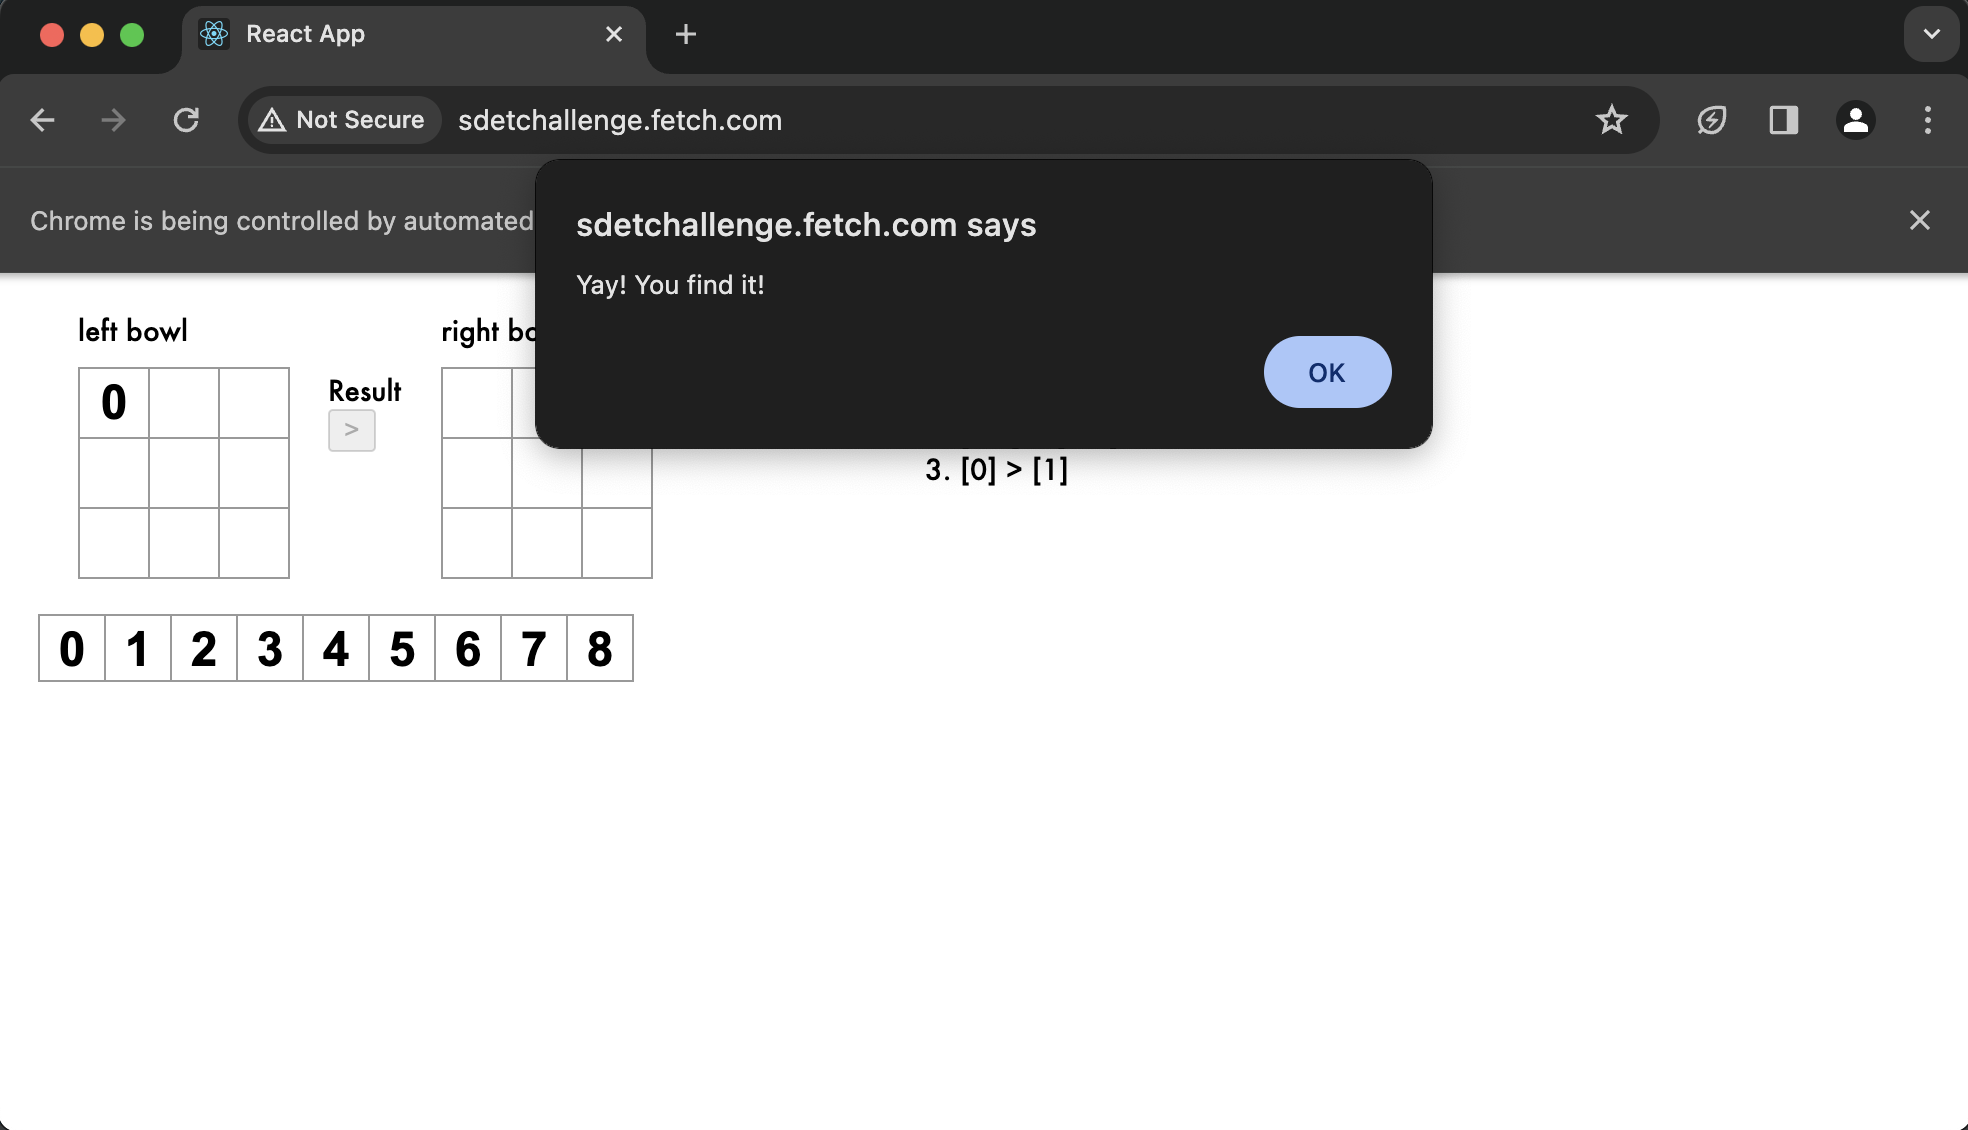 React App
Not Secure
sdetchallenge.fetch.com
Chrome is being controlled by automated
sdetchallenge.fetch.com says
Yay! You find it!
OK
left bowl
right bo
0
Result
>
3. [0] > [1]
0 1 2 3 4 5 6 7 8